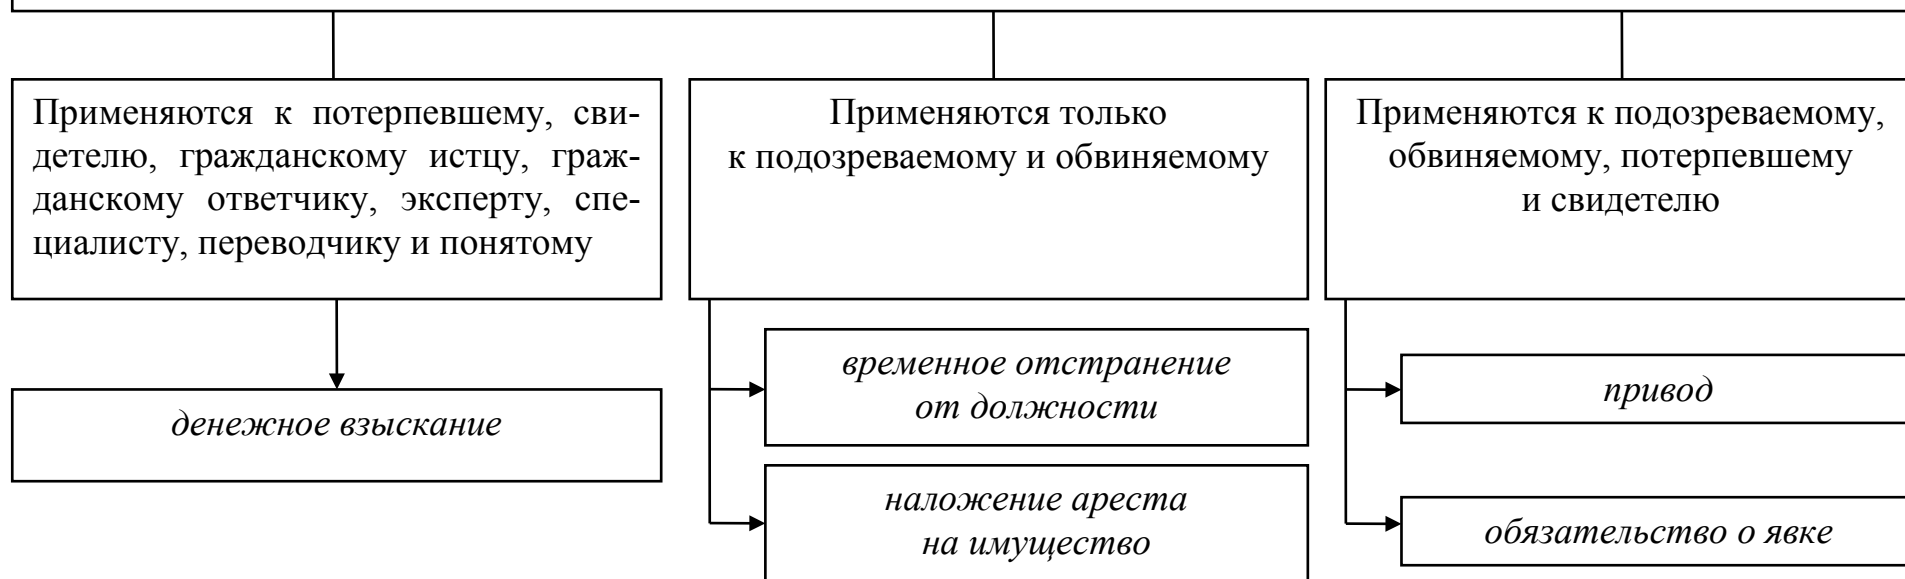 Применяются к потерпевшему, сви-
детелю, гражданскому истцу, граж-
данскому ответчику, эксперту, спе-
циалисту, переводчику и понятому
денежное взыскание
Применяются только
к подозреваемому и обвиняемому
временное отстранение
от должности
наложение ареста
на имущество
Применяются к подозреваемому,
обвиняемому, потерпевшему
и свидетелю
привод
обязательство о явке